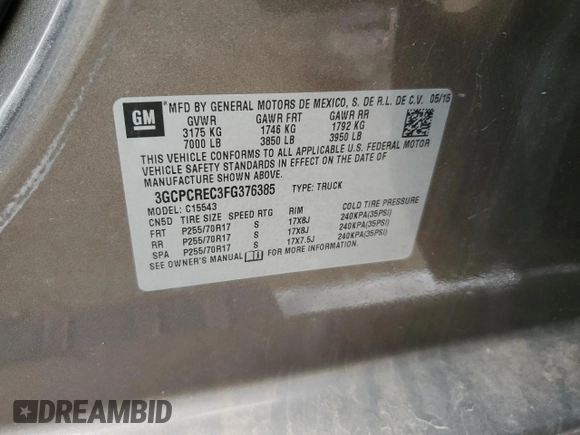 GM
MFD BY GENERAL MOTORS DE MEXICO, S. DE R.L. DE C.V. 05/15
GVWR GAWR FRT GAWR RR
3175 KG 1746 KG 1792 KG
7000 LB 3850 LB 3950 LB
THIS VEHICLE CONFORMS TO ALL APPLICABLE U.S. FEDERAL MOTOR
VEHICLE SAFETY STANDARDS IN EFFECT ON THE DATE OF
MANUFACTURE SHOWN ABOVE.
3GCPCREC3FG376385 TYPE: TRUCK
MODEL: C15543
CN5D TIRE SIZE SPEED RTG RIM COLD TIRE PRESSURE
FRT P255/70R17 S 17X8J 240KPA(35PSI)
RR P255/70R17 S 17X8J 240KPA(35PSI)
SPA P255/70R17 S 17X7.5J 240KPA(35PSI)
SEE OWNER'S MANUAL FOR MORE INFORMATION.
DREAMBID